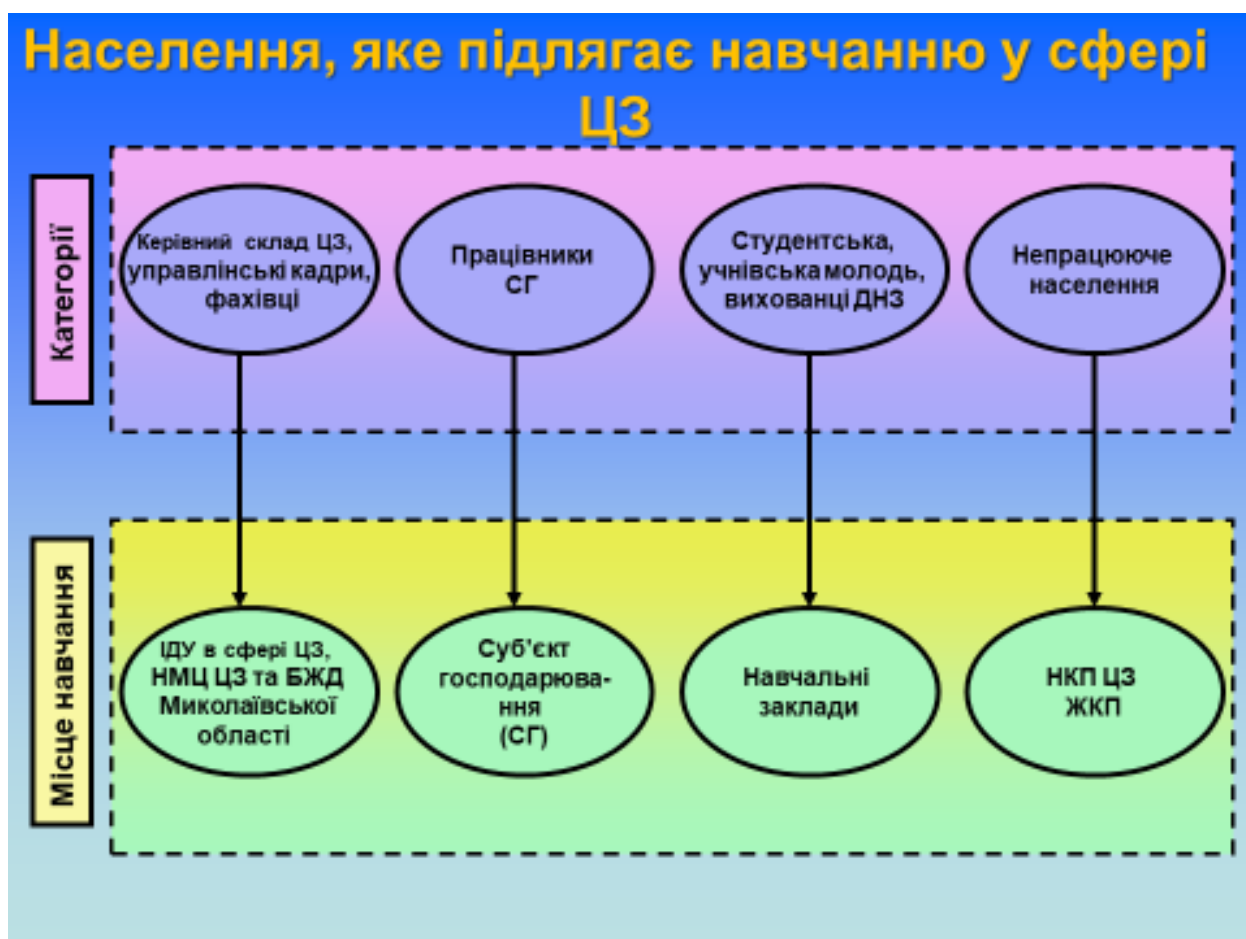 Населення, яке підлягає навчанню у сфері
ЦЗ
Категорії
Керівний склад ЦЗ,
управлінські кадри,
фахівці
Працівники
СГ
Студентська,
учнівська молодь,
вихованці ДНЗ
Непрацююче
населення
Місце навчання
ІДУ в сфері ЦЗ,
НМЦ ЦЗ та БЖД
Миколаївської
області
Суб'єкт
господарюва-
ння
(СГ)
Навчальні
заклади
НКП ЦЗ
ЖКП